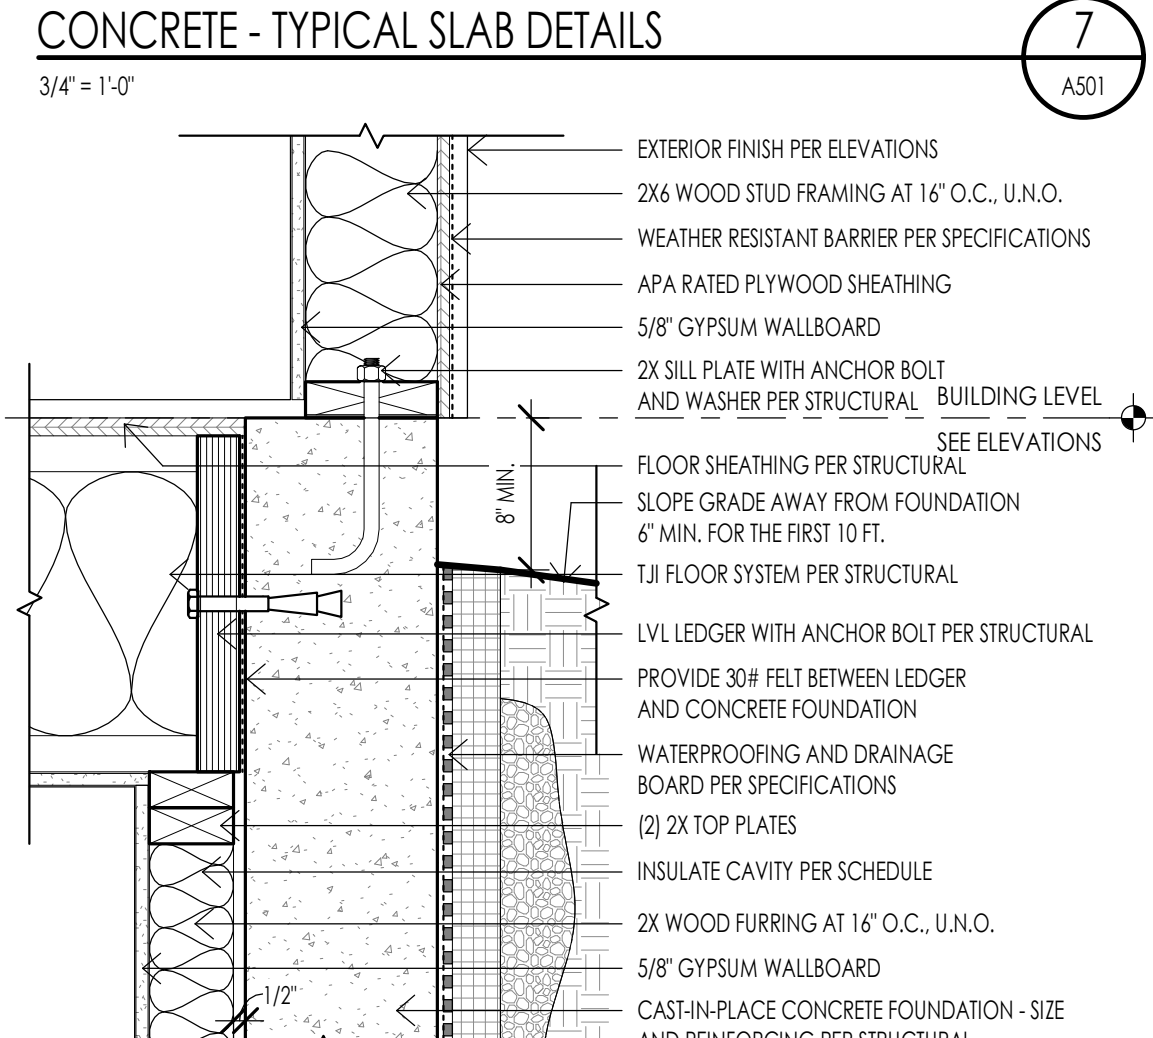 CONCRETE - TYPICAL SLAB DETAILS
7
3/4" = 1'-0"
A501
EXTERIOR FINISH PER ELEVATIONS
2X6 WOOD STUD FRAMING AT 16" O.C., U.N.O.
WEATHER RESISTANT BARRIER PER SPECIFICATIONS
APA RATED PLYWOOD SHEATHING
5/8" GYPSUM WALLBOARD
2X SILL PLATE WITH ANCHOR BOLT
AND WASHER PER STRUCTURAL
BUILDING LEVEL
SEE ELEVATIONS
FLOOR SHEATHING PER STRUCTURAL
8" MIN.
SLOPE GRADE AWAY FROM FOUNDATION
6" MIN. FOR THE FIRST 10 FT.
TJI FLOOR SYSTEM PER STRUCTURAL
LVL LEDGER WITH ANCHOR BOLT PER STRUCTURAL
PROVIDE 30# FELT BETWEEN LEDGER
AND CONCRETE FOUNDATION
WATERPROOFING AND DRAINAGE
BOARD PER SPECIFICATIONS
(2) 2X TOP PLATES
INSULATE CAVITY PER SCHEDULE
2X WOOD FURRING AT 16" O.C., U.N.O.
5/8" GYPSUM WALLBOARD
1/2"
CAST-IN-PLACE CONCRETE FOUNDATION - SIZE
AND REINFORCING PER STRUCTURAL